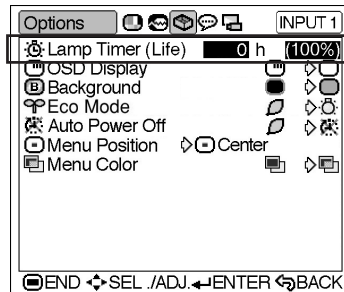 Options INPUT 1
Lamp Timer (Life) 0 h (100%)
OSD Display
B Background
Eco Mode
Auto Power Off
Menu Position Center
Menu Color
END SEL ./ADJ. ENTER BACK